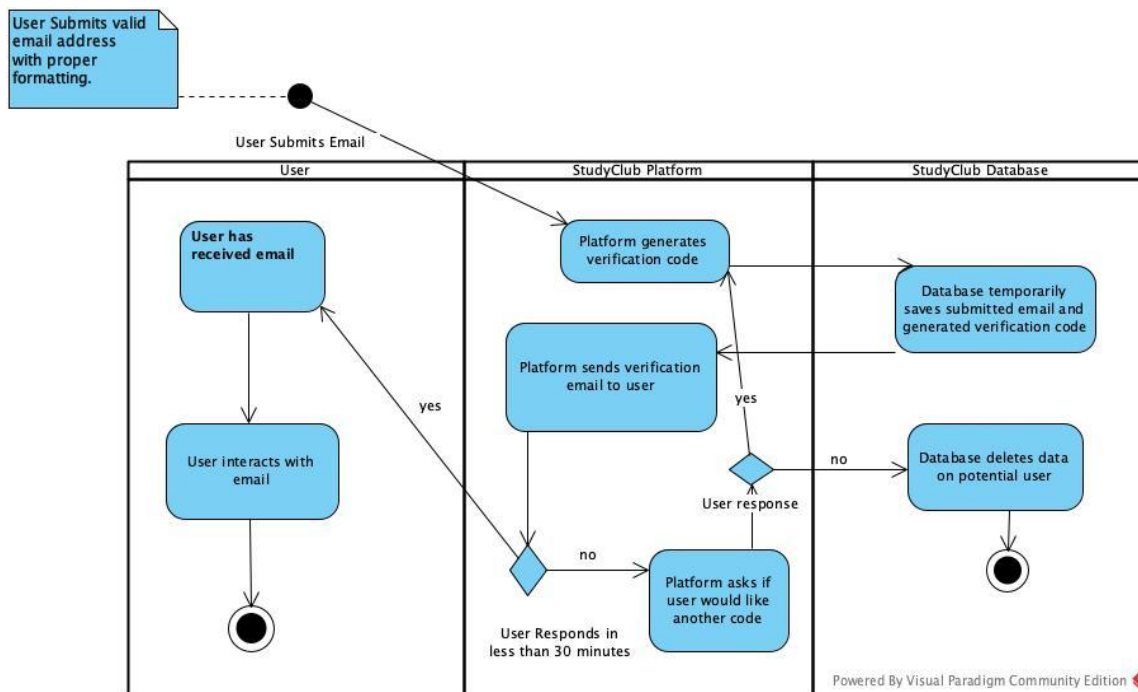 User Submits valid
email address
with proper
formatting.
User Submits Email
User
StudyClub Platform
StudyClub Database
User has
received email
Platform generates
verification code
Database temporarily
saves submitted email and
generated verification code
Platform sends verification
email to user
yes
yes
User interacts with
email
no
Database deletes data
on potential user
User response
no
Platform asks if
user would like
another code
User Responds in
less than 30 minutes
Powered By Visual Paradigm Community Edition